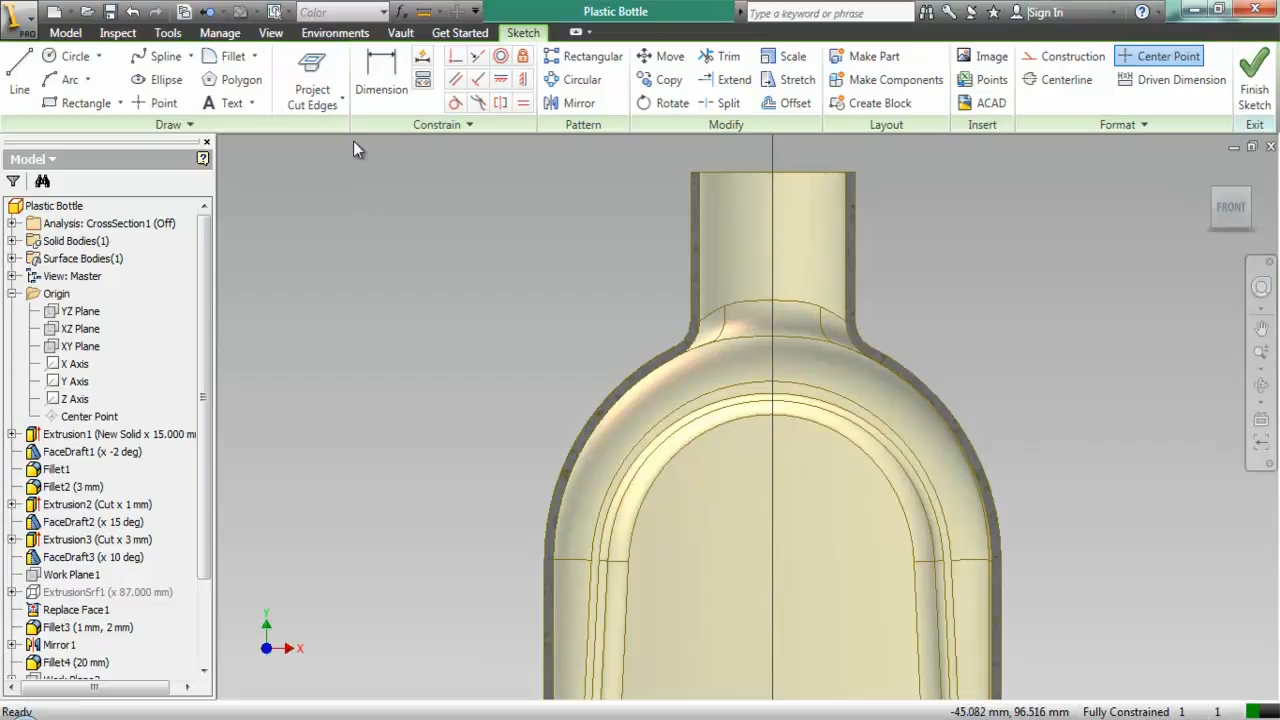 Color
Plastic Bottle
Type a keyword or phrase
Sign In
PRO
Model
Inspect
Tools
Manage
View
Environments
Vault
Get Started
Sketch
Line
Circle
Arc
Rectangle
Spline
Ellipse
Point
Fillet
Polygon
Text
Project
Cut Edges
Dimension
Rectangular
Circular
Mirror
Move
Copy
Rotate
Trim
Extend
Split
Scale
Stretch
Offset
Make Part
Make Components
Create Block
Image
Points
ACAD
Construction
Centerline
Center Point
Driven Dimension
Finish
Sketch
Draw
Constrain
Pattern
Modify
Layout
Insert
Format
Exit
Model
Plastic Bottle
Analysis: CrossSection1 (Off)
Solid Bodies(1)
Surface Bodies(1)
View: Master
Origin
YZ Plane
XZ Plane
XY Plane
X Axis
Y Axis
Z Axis
Center Point
Extrusion1 (New Solid x 15.000 m
FaceDraft1 (x -2 deg)
Fillet1
Fillet2 (3 mm)
Extrusion2 (Cut x 1 mm)
FaceDraft2 (x 15 deg)
Extrusion3 (Cut x 3 mm)
FaceDraft3 (x 10 deg)
Work Plane1
ExtrusionSrf1 (x 87.000 mm)
Replace Face1
Fillet3 (1 mm, 2 mm)
Mirror1
Fillet4 (20 mm)
FRONT
Y
X
Ready
-45.082 mm, 96.516 mm
Fully Constrained
1
1